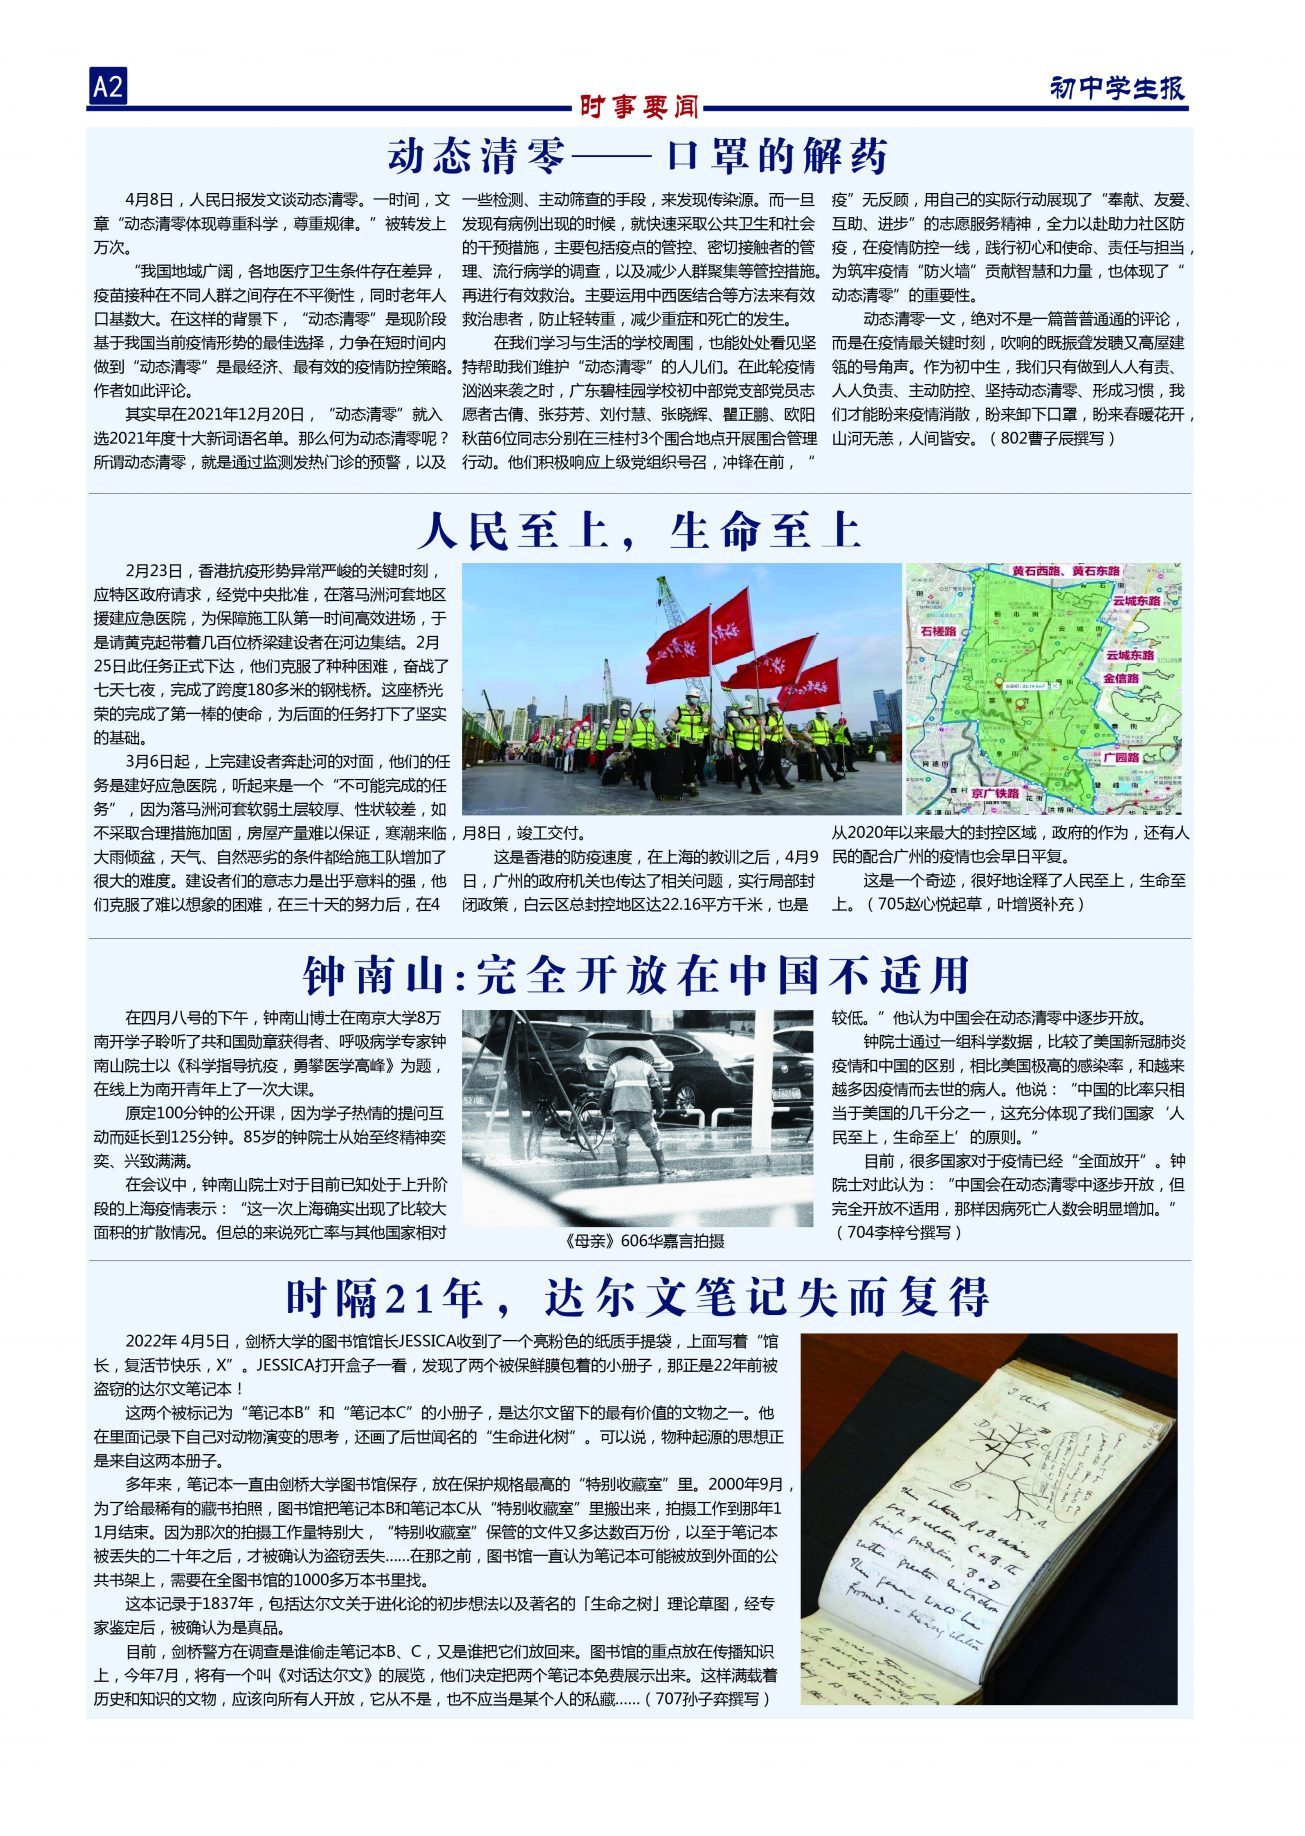 A2
初中学生报
时事要闻
动态清零——口罩的解药
4月8日，人民日报发文谈动态清零。一时间，文
章“动态清零体现尊重科学，尊重规律。”被转发上
万次。
“我国地域广阔，各地医疗卫生条件存在差异，
疫苗接种在不同人群之间存在不平衡性，同时老年人
口基数大。在这样的背景下，“动态清零”是现阶段
基于我国当前疫情形势的最佳选择，力争在短时间内
做到“动态清零”是最经济、最有效的疫情防控策略。”
作者如此评论。
其实早在2021年12月20日，“动态清零”就入
选2021年度十大新词语名单。那么何为动态清零呢？
所谓动态清零，就是通过监测发热门诊的预警，以及
一些检测、主动筛查的手段，来发现传染源。而一旦
发现有病例出现的时候，就快速采取公共卫生和社会
的干预措施，主要包括疫点的管控、密切接触者的管
理、流行病学的调查，以及减少人群聚集等管控措施。
再进行有效救治。主要运用中西医结合等方法来有效
救治患者，防止轻转重，减少重症和死亡的发生。
在我们学习与生活的学校周围，也能处处看见坚
持帮助我们维护“动态清零”的人儿们。在此轮疫情
汹汹来袭之时，广东碧桂园学校初中部党支部党员志
愿者古倩、张芬芳、刘付慧、张晓辉、瞿正鹏、欧阳
秋苗6位同志分别在三桂村3个围合地点开展围合管理
行动。他们积极响应上级党组织号召，冲锋在前，“
疫”无反顾，用自己的实际行动展现了“奉献、友爱、
互助、进步”的志愿服务精神，全力以赴助力社区防
疫，在疫情防控一线，践行初心和使命、责任与担当，
为筑牢疫情“防火墙”贡献智慧和力量，也体现了“
动态清零”的重要性。
动态清零一文，绝对不是一篇普普通通的评论，
而是在疫情最关键时刻，吹响的既振聋发聩又高屋建
瓴的号角声。作为初中生，我们只有做到人人有责、
人人负责、主动防控、坚持动态清零、形成习惯，我
们才能盼来疫情消散，盼来卸下口罩，盼来春暖花开，
山河无恙，人间皆安。（802曹子辰撰写）
人民至上，生命至上
2月23日，香港抗疫形势异常严峻的关键时刻，
应特区政府请求，经党中央批准，在落马洲河套地区
援建应急医院，为保障施工队第一时间高效进场，于
是请黄克起带着几百位桥梁建设者在河边集结。2月
25日此任务正式下达，他们克服了种种困难，奋战了
七天七夜，完成了跨度180多米的钢栈桥。这座桥光
荣的完成了第一棒的使命，为后面的任务打下了坚实
的基础。
3月6日起，上完建设者奔赴河的对面，他们的任
务是建好应急医院，听起来是一个“不可能完成的任
务”，因为落马洲河套软弱土层较厚、性状较差，如
不采取合理措施加固，房屋产量难以保证，寒潮来临，
大雨倾盆，天气、自然恶劣的条件都给施工队增加了
很大的难度。建设者们的意志力是出乎意料的强，他
们克服了难以想象的困难，在三十天的努力后，在4
黄石西路、黄石东路
云城东路
石槎路
云城东路
金信路
广园路
京广铁路
月8日，竣工交付。
这是香港的防疫速度，在上海的教训之后，4月9
日，广州的政府机关也传达了相关问题，实行局部封
闭政策，白云区总封控地区达22.16平方千米，也是
从2020年以来最大的封控区域，政府的作为，还有人
民的配合广州的疫情也会早日平复。
这是一个奇迹，很好地诠释了人民至上，生命至
上。（705赵心悦起草，叶增贤补充）
钟南山：完全开放在中国不适用
在四月八号的下午，钟南山博士在南京大学8万
南开学子聆听了共和国勋章获得者、呼吸病学专家钟
南山院士以《科学指导抗疫，勇攀医学高峰》为题，
在线上为南开青年上了一次大课。
原定100分钟的公开课，因为学子热情的提问互
动而延长到125分钟。85岁的钟院士从始至终精神奕
奕、兴致满满。
在会议中，钟南山院士对于目前已知处于上升阶
段的上海疫情表示：“这一次上海确实出现了比较大
面积的扩散情况。但总的来说死亡率与其他国家相对
《母亲》606华嘉言拍摄
较低。”他认为中国会在动态清零中逐步开放。
钟院士通过一组科学数据，比较了美国新冠肺炎
疫情和中国的区别，相比美国极高的感染率，和越来
越多因疫情而去世的病人。他说：“中国的比率只相
当于美国的几千分之一，这充分体现了我们国家‘人
民至上，生命至上’的原则。”
目前，很多国家对于疫情已经“全面放开”。钟
院士对此认为：“中国会在动态清零中逐步开放，但
完全开放不适用，那样因病死亡人数会明显增加。”
（704李梓兮撰写）
时隔21年，达尔文笔记失而复得
2022年 4月5日，剑桥大学的图书馆馆长JESSICA收到了一个亮粉色的纸质手提袋，上面写着“馆
长，复活节快乐，X”。JESSICA打开盒子一看，发现了两个被保鲜膜包着的小册子，那正是22年前被
盗窃的达尔文笔记本！
这两个被标记为“笔记本B”和“笔记本C”的小册子，是达尔文留下的最有价值的文物之一。他
在里面记录下自己对动物演变的思考，还画了后世闻名的“生命进化树”。可以说，物种起源的思想正
是来自这两本册子。
多年来，笔记本一直由剑桥大学图书馆保存，放在保护规格最高的“特别收藏室”里。2000年9月，
为了给最稀有的藏书拍照，图书馆把笔记本B和笔记本C从“特别收藏室”里搬出来，拍摄工作到那年1
1月结束。因为那次的拍摄工作量特别大，“特别收藏室”保管的文件又多达数百万份，以至于笔记本
被丢失的二十年之后，才被确认为盗窃丢失……在那之前，图书馆一直认为笔记本可能被放到外面的公
共书架上，需要在全图书馆的1000多万本书里找。
这本记录于1837年，包括达尔文关于进化论的初步想法以及著名的「生命之树」理论草图，经专
家鉴定后，被确认为是真品。
目前，剑桥警方在调查是谁偷走笔记本B、C，又是谁把它们放回来。图书馆的重点放在传播知识
上，今年7月，将有一个叫《对话达尔文》的展览，他们决定把两个笔记本免费展示出来。这样满载着
历史和知识的文物，应该向所有人开放，它从不是，也不应当是某个人的私藏……（707孙子弈撰写）
I think